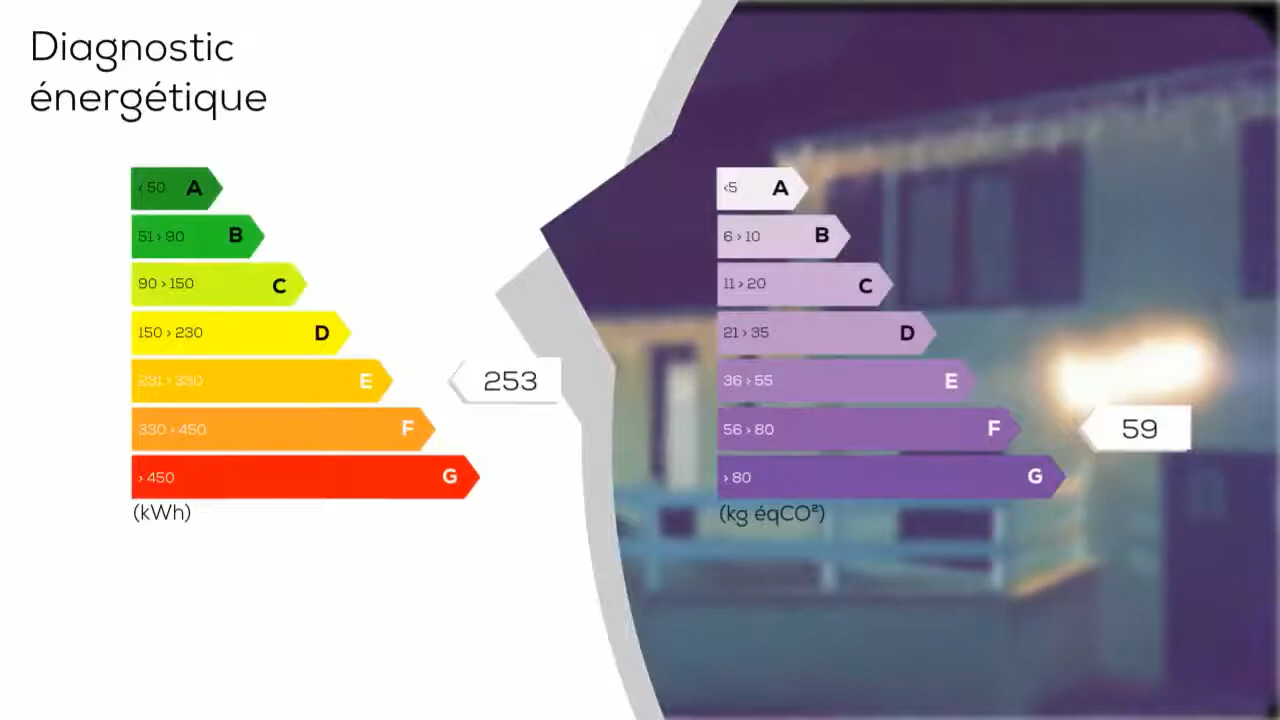 Diagnostic
énergétique
< 50 A
51 > 90 B
90 > 150 C
150 > 230 D
231 > 330 E
330 > 450 F
> 450 G
(kWh)
253
<5 A
6 > 10 B
11 > 20 C
21 > 35 D
36 > 55 E
56 > 80 F
> 80 G
(kg éqCO²)
59